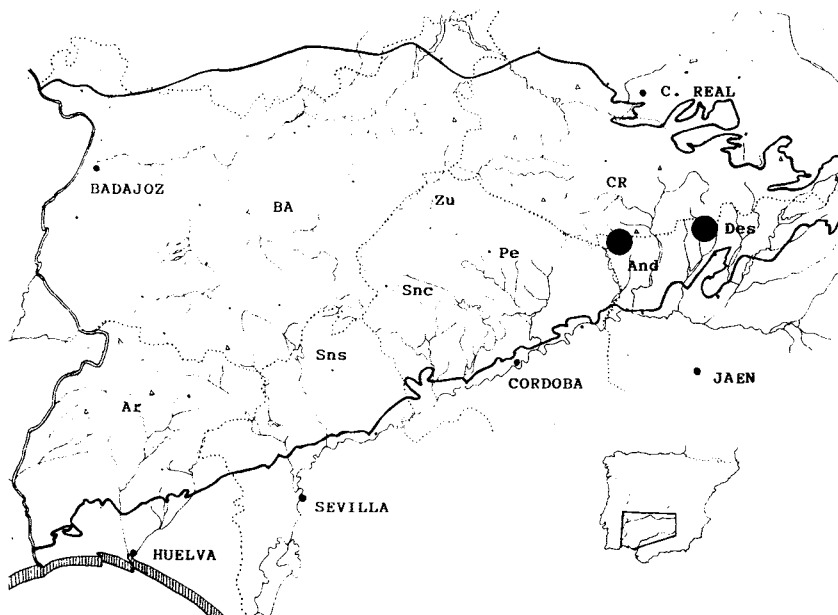 C. REAL
BADAJOZ
CR
BA
Zu
Des
Pe
And
Snc
Sns
CORDOBA
JAEN
Ar
SEVILLA
HUELVA